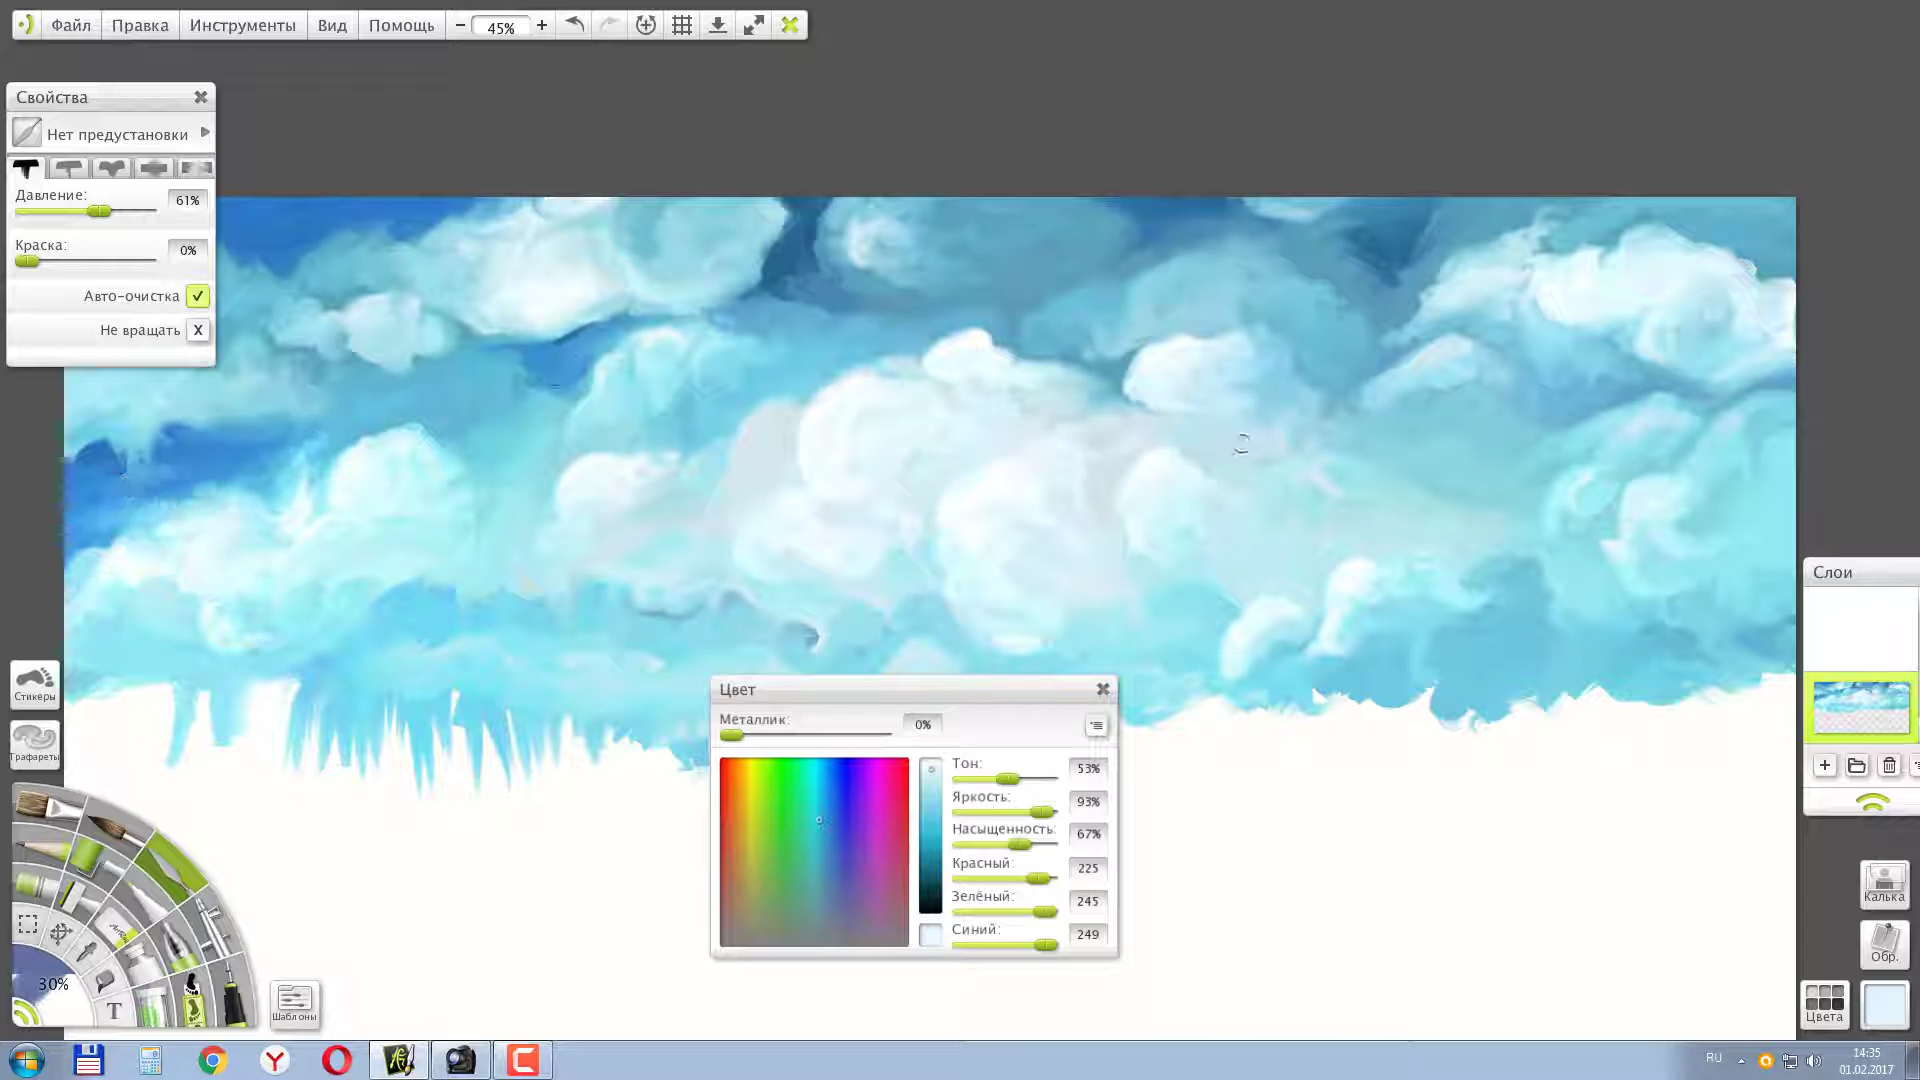 Файл Правка Инструменты Вид Помощь 45%
Свойства
Нет предустановки
Давление: 61%
Краска: 0%
Авто-очистка
Не вращать X
Слои
Стикеры
Трафареты
Цвет
Металлик: 0%
Тон: 53%
Яркость: 93%
Насыщенность: 67%
Красный: 225
Зелёный: 245
Синий: 249
Калька
Обр.
Цвета
30%
T
Шаблоны
RU
14:35
01.02.2017